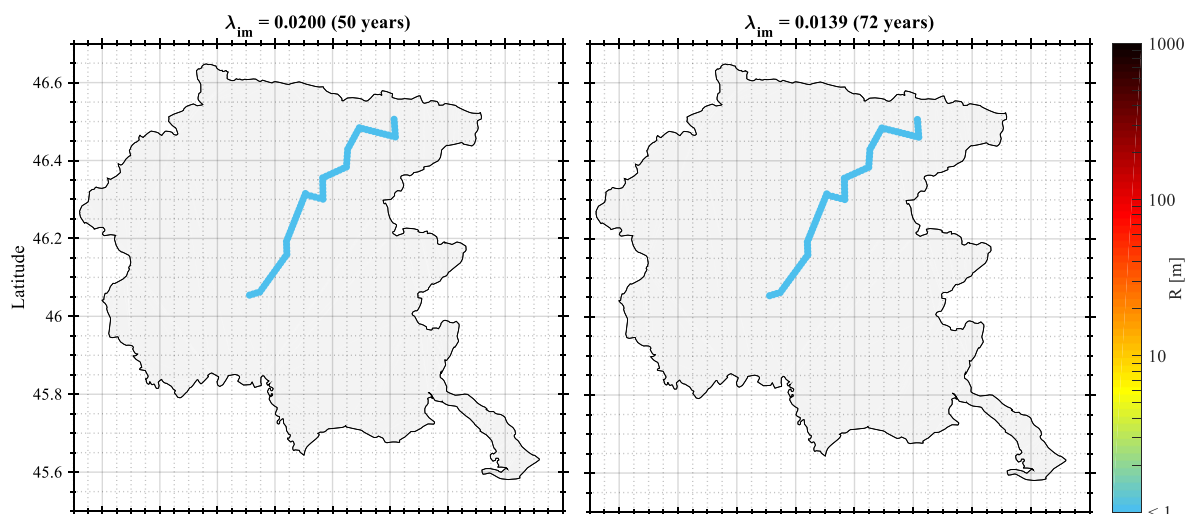 λim = 0.0200 (50 years)
λim = 0.0139 (72 years)
Latitude
46.6
46.4
46.2
46
45.8
45.6
1000
100
10
< 1
R [m]